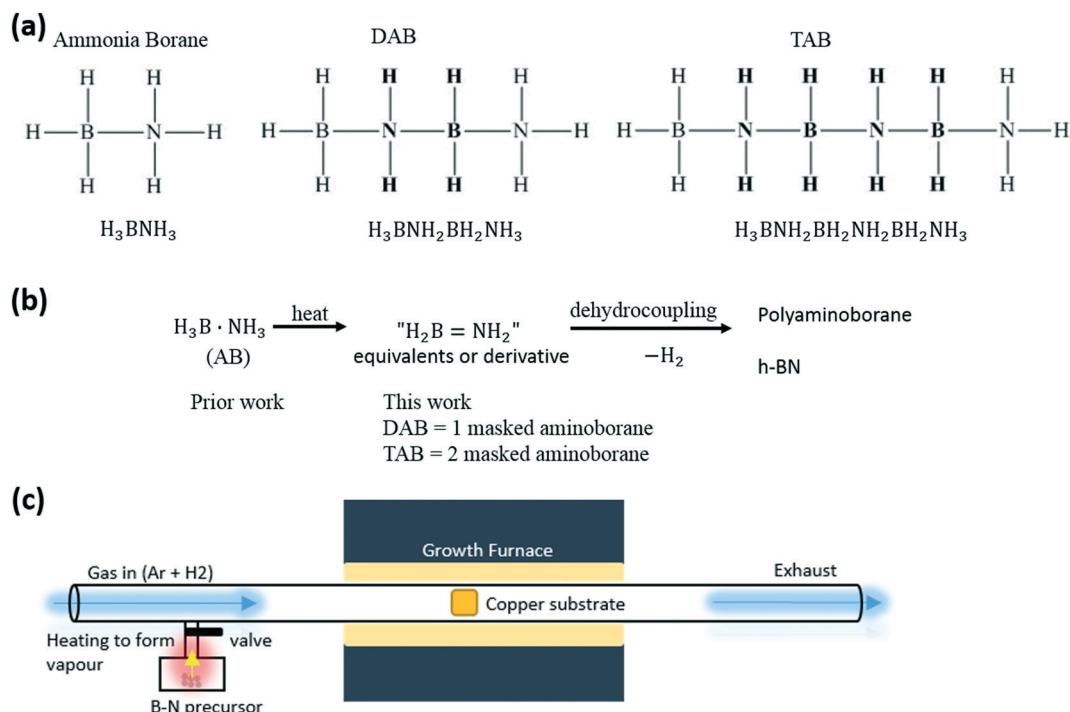 (a)
Ammonia Borane
DAB
TAB
H H
H B N H
H H
H H H H
H B N B N H
H H H H
H H H H H H
H B N B N B N H
H H H H H H
H₃BNH₃
H₃BNH₂BH₂NH₃
H₃BNH₂BH₂NH₂BH₂NH₃
(b)
H₃B · NH₃
(AB)
heat
"H₂B = NH₂"
equivalents or derivative
dehydrocoupling
−H₂
Polyaminoborane
h-BN
Prior work
This work
DAB = 1 masked aminoborane
TAB = 2 masked aminoborane
(c)
Growth Furnace
Gas in (Ar + H2)
Exhaust
Copper substrate
Heating to form
vapour
valve
B-N precursor